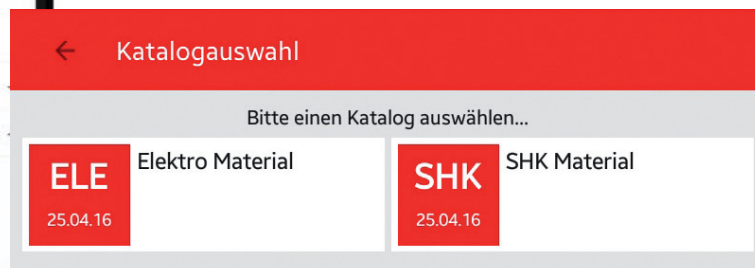 Katalogauswahl
Bitte einen Katalog auswählen...
ELE
Elektro Material
25.04.16
SHK
SHK Material
25.04.16